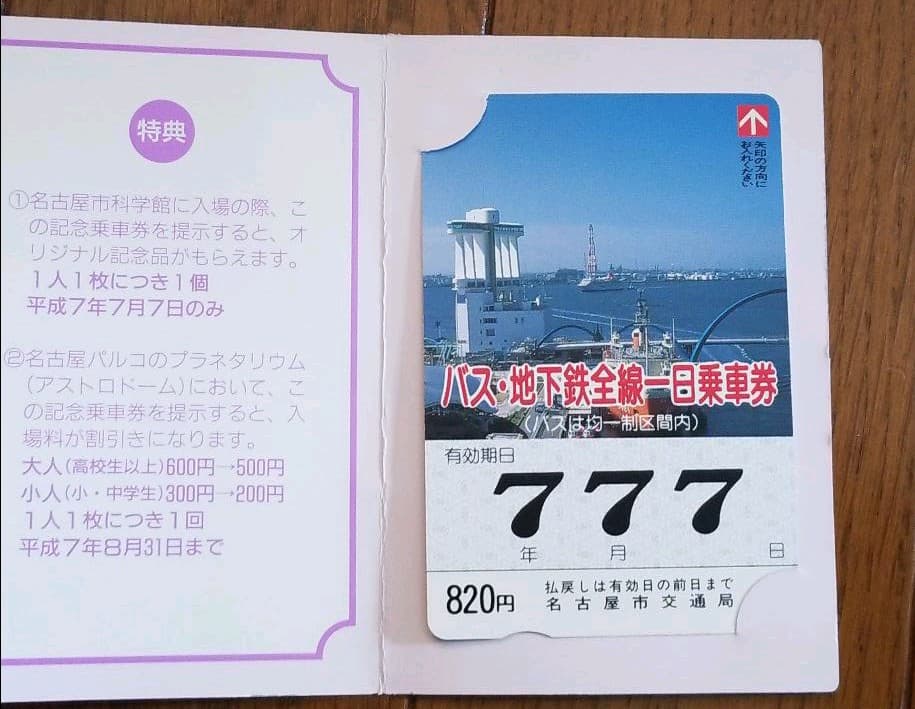 特典
①名古屋市科学館に入場の際、こ
の記念乗車券を提示すると、オ
リジナル記念品がもらえます。
1人1枚につき1個
平成7年7月7日のみ
②名古屋パルコのプラネタリウム
(アストロドーム)において、こ
の記念乗車券を提示すると、入
場料が割引きになります。
大人(高校生以上)600円→500円
小人(小・中学生)300円→200円
1人1枚につき1回
平成7年8月31日まで
矢印の方向に
お入れください
バス・地下鉄全線一日乗車券
(バスは均一制区間内)
有効期日
7 7 7
年 月 日
820円
払戻しは有効日の前日まで
名古屋市交通局